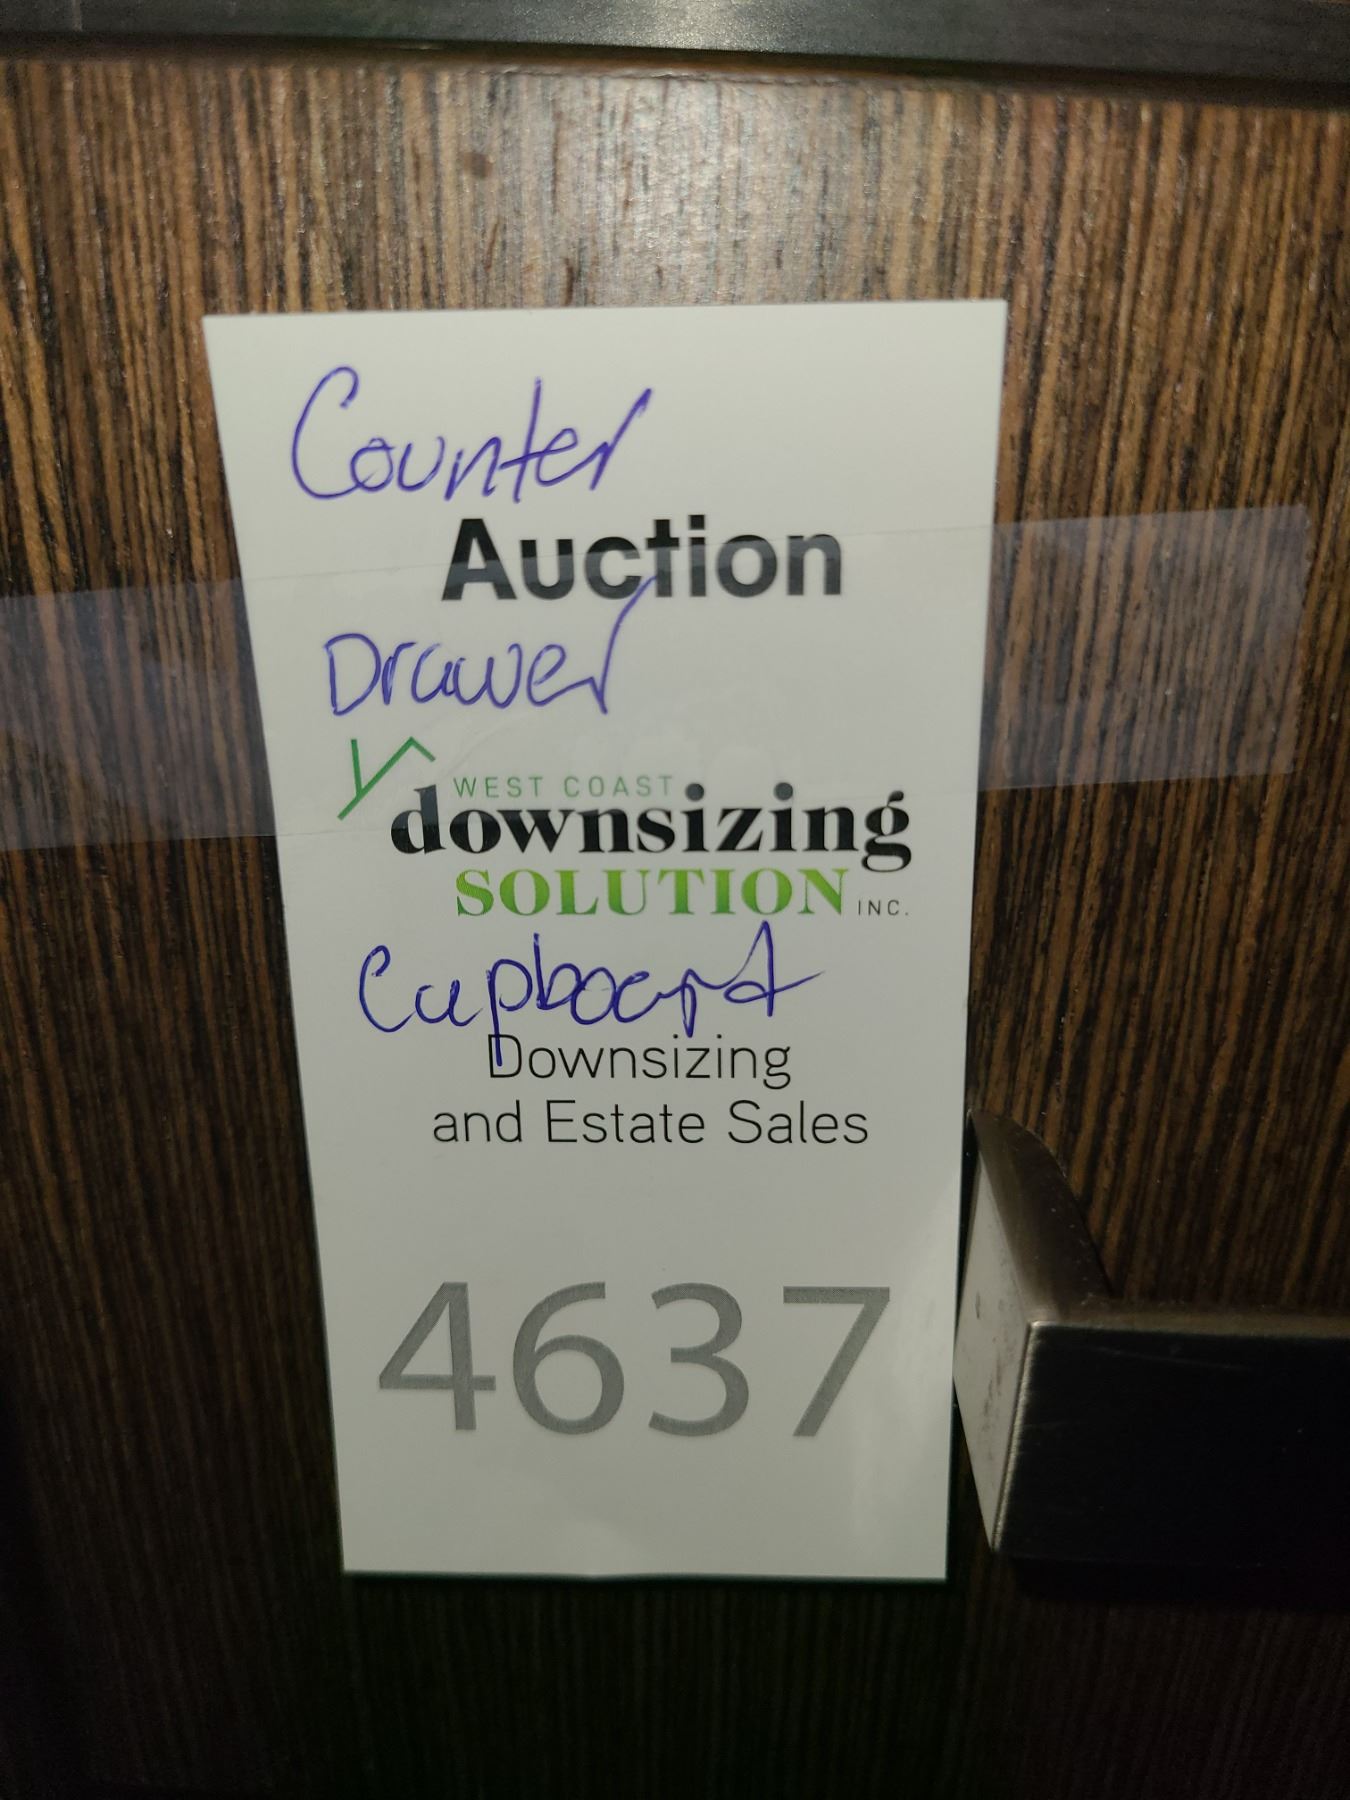 Counter
Auction
Drawer
WEST COAST
downsizing
SOLUTION INC.
Cupboard
Downsizing
and Estate Sales
4637